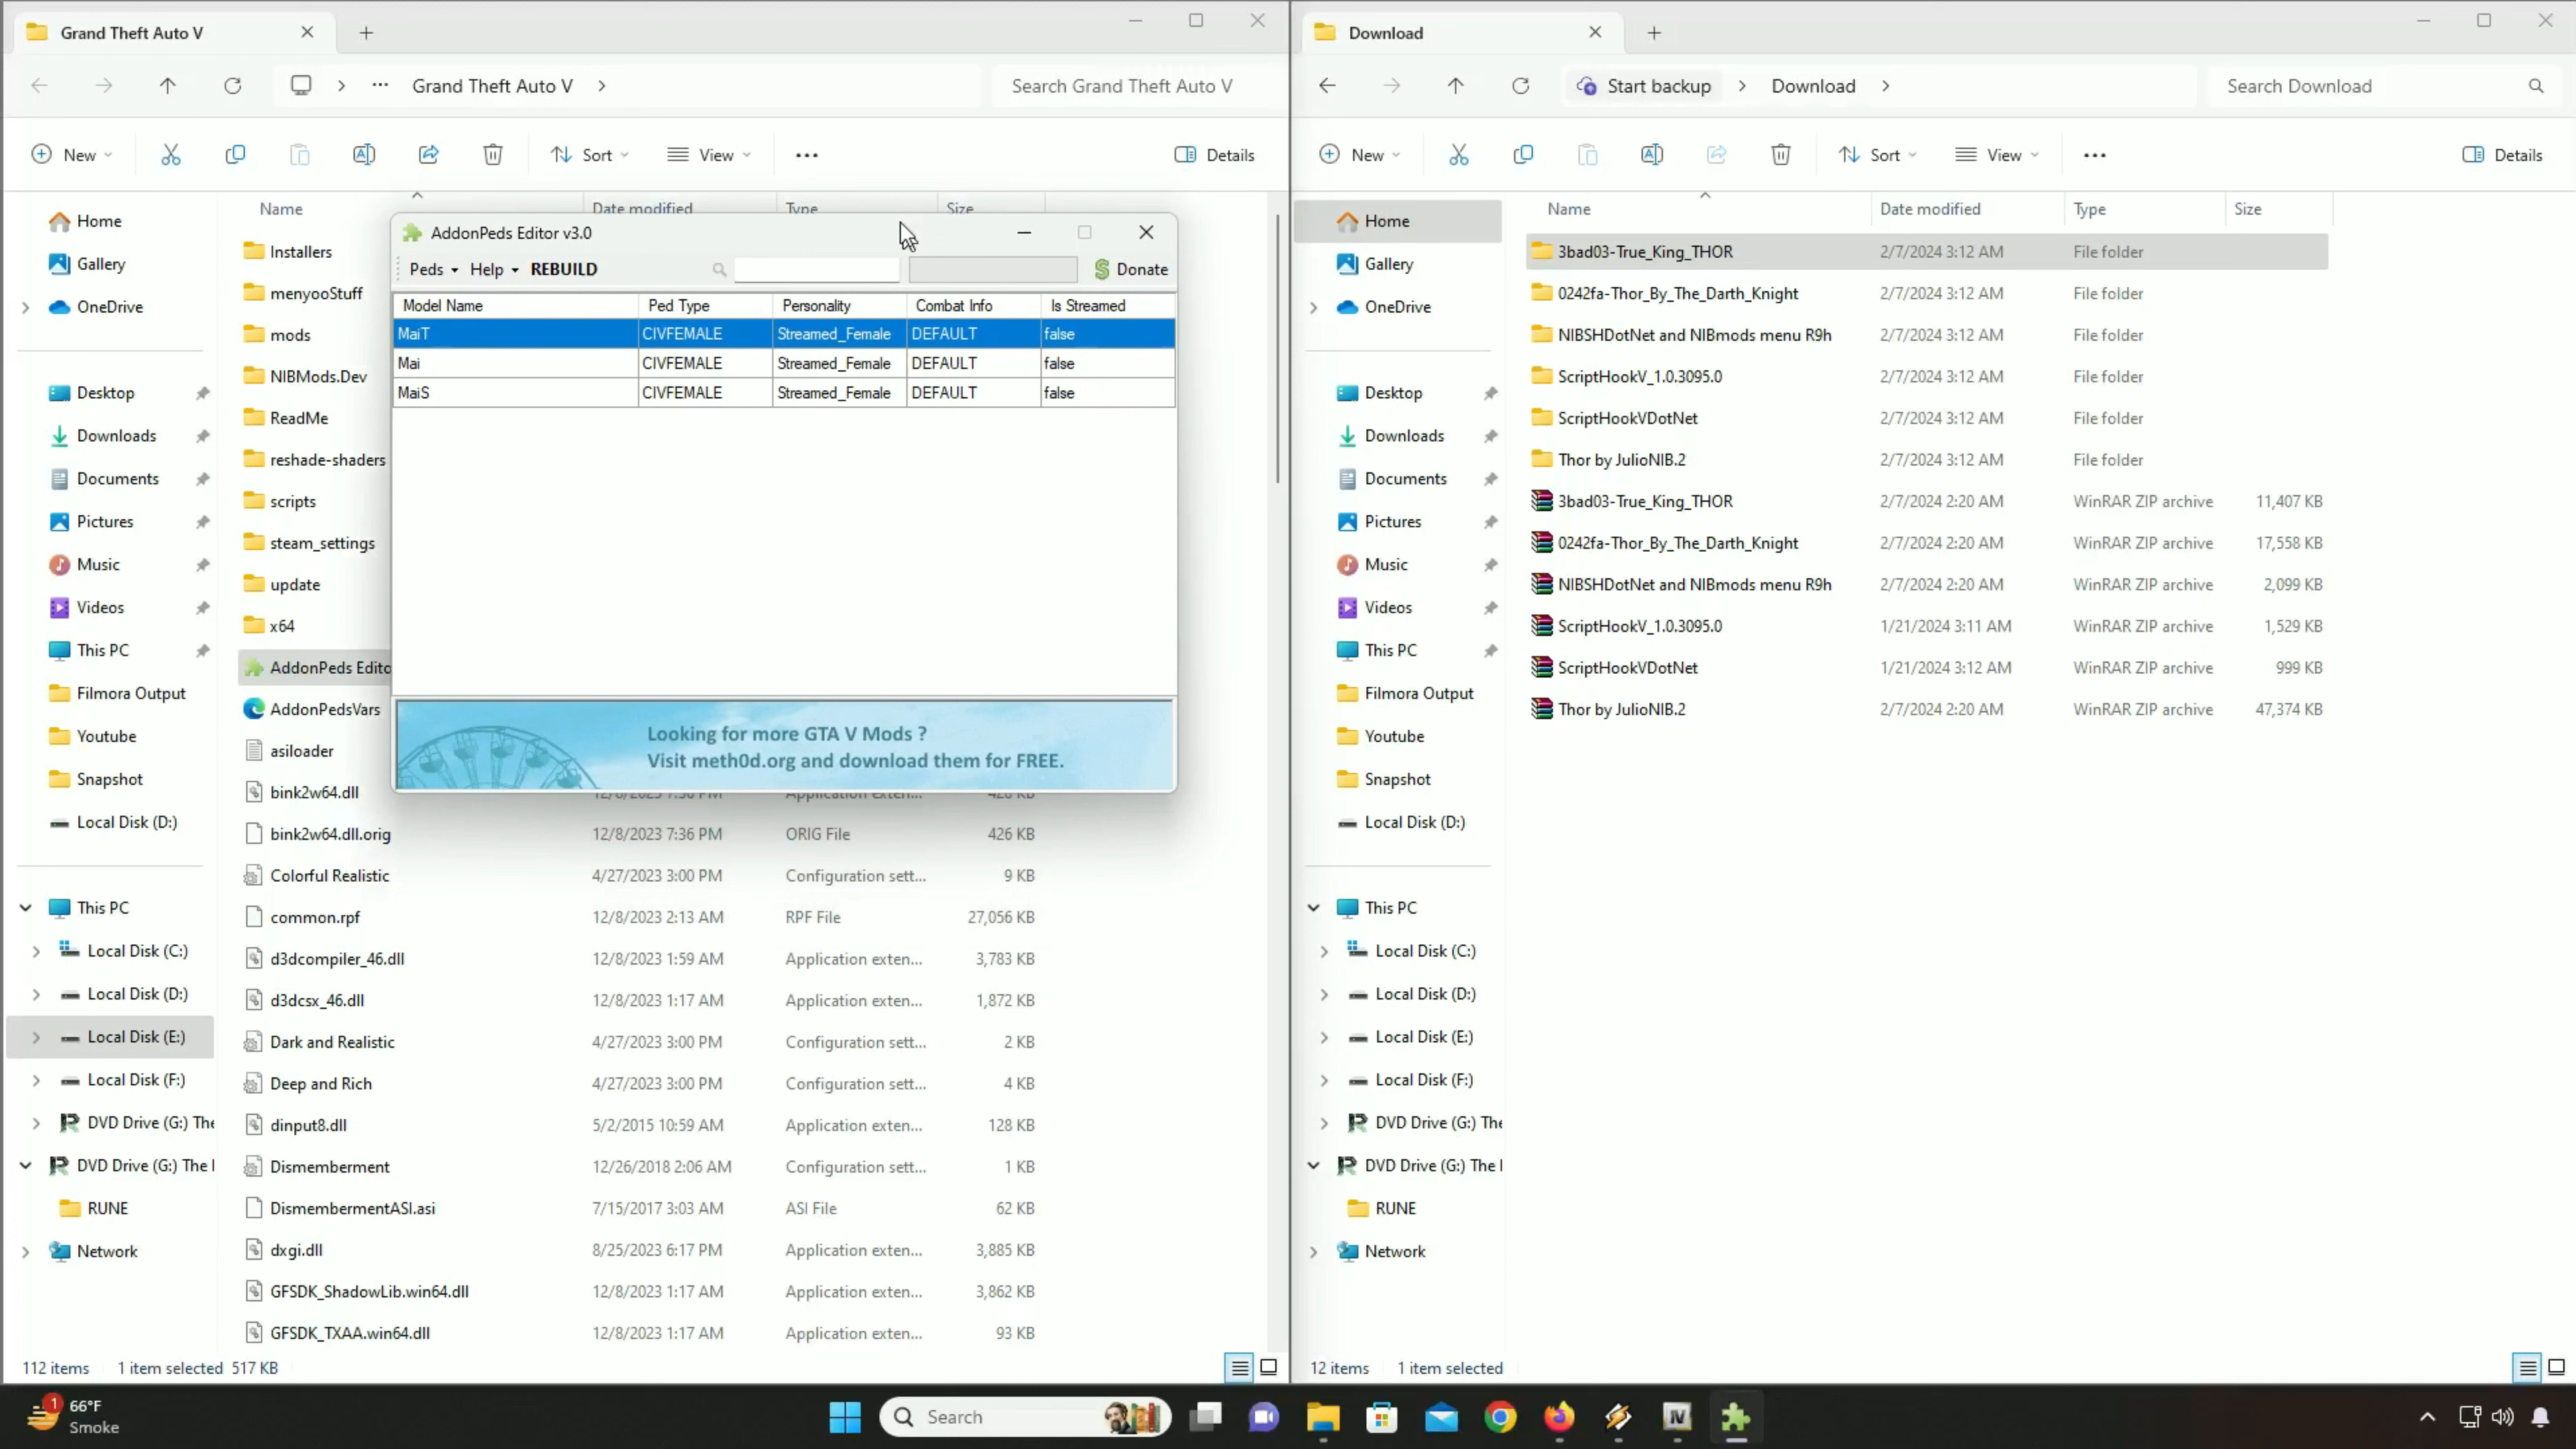 Grand Theft Auto V
Grand Theft Auto V
Search Grand Theft Auto V
New
Sort
View
Details
Name
Date modified
Type
Size
Home
Gallery
OneDrive
Desktop
Downloads
Documents
Pictures
Music
Videos
This PC
Filmora Output
Youtube
Snapshot
Local Disk (D:)
This PC
Local Disk (C:)
Local Disk (D:)
Local Disk (E:)
Local Disk (F:)
DVD Drive (G:) The
DVD Drive (G:) The
RUNE
Network
Installers
menyooStuff
mods
NIBMods.Dev
ReadMe
reshade-shaders
scripts
steam_settings
update
x64
AddonPeds Edito
AddonPedsVars
asiloader
bink2w64.dll
bink2w64.dll.orig 12/8/2023 7:36 PM ORIG File 426 KB
Colorful Realistic 4/27/2023 3:00 PM Configuration sett... 9 KB
common.rpf 12/8/2023 2:13 AM RPF File 27,056 KB
d3dcompiler_46.dll 12/8/2023 1:59 AM Application exten... 3,783 KB
d3dcsx_46.dll 12/8/2023 1:17 AM Application exten... 1,872 KB
Dark and Realistic 4/27/2023 3:00 PM Configuration sett... 2 KB
Deep and Rich 4/27/2023 3:00 PM Configuration sett... 4 KB
dinput8.dll 5/2/2015 10:59 AM Application exten... 128 KB
Dismemberment 12/26/2018 2:06 AM Configuration sett... 1 KB
DismembermentASI.asi 7/15/2017 3:03 AM ASI File 62 KB
dxgi.dll 8/25/2023 6:17 PM Application exten... 3,885 KB
GFSDK_ShadowLib.win64.dll 12/8/2023 1:17 AM Application exten... 3,862 KB
GFSDK_TXAA.win64.dll 12/8/2023 1:17 AM Application exten... 93 KB
112 items 1 item selected 517 KB
AddonPeds Editor v3.0
Peds Help REBUILD Donate
Model Name Ped Type Personality Combat Info Is Streamed
MaiT CIVFEMALE Streamed_Female DEFAULT false
Mai CIVFEMALE Streamed_Female DEFAULT false
MaiS CIVFEMALE Streamed_Female DEFAULT false
Looking for more GTA V Mods ?
Visit meth0d.org and download them for FREE.
Download
Start backup Download
Search Download
New
Sort
View
Details
Home
Gallery
OneDrive
Desktop
Downloads
Documents
Pictures
Music
Videos
This PC
Filmora Output
Youtube
Snapshot
Local Disk (D:)
This PC
Local Disk (C:)
Local Disk (D:)
Local Disk (E:)
Local Disk (F:)
DVD Drive (G:) The
DVD Drive (G:) The
RUNE
Network
Name Date modified Type Size
3bad03-True_King_THOR 2/7/2024 3:12 AM File folder
0242fa-Thor_By_The_Darth_Knight 2/7/2024 3:12 AM File folder
NIBSHDotNet and NIBmods menu R9h 2/7/2024 3:12 AM File folder
ScriptHookV_1.0.3095.0 2/7/2024 3:12 AM File folder
ScriptHookVDotNet 2/7/2024 3:12 AM File folder
Thor by JulioNIB.2 2/7/2024 3:12 AM File folder
3bad03-True_King_THOR 2/7/2024 2:20 AM WinRAR ZIP archive 11,407 KB
0242fa-Thor_By_The_Darth_Knight 2/7/2024 2:20 AM WinRAR ZIP archive 17,558 KB
NIBSHDotNet and NIBmods menu R9h 2/7/2024 2:20 AM WinRAR ZIP archive 2,099 KB
ScriptHookV_1.0.3095.0 1/21/2024 3:11 AM WinRAR ZIP archive 1,529 KB
ScriptHookVDotNet 1/21/2024 3:12 AM WinRAR ZIP archive 999 KB
Thor by JulioNIB.2 2/7/2024 2:20 AM WinRAR ZIP archive 47,374 KB
12 items 1 item selected
1
66°F
Smoke
Search
IV